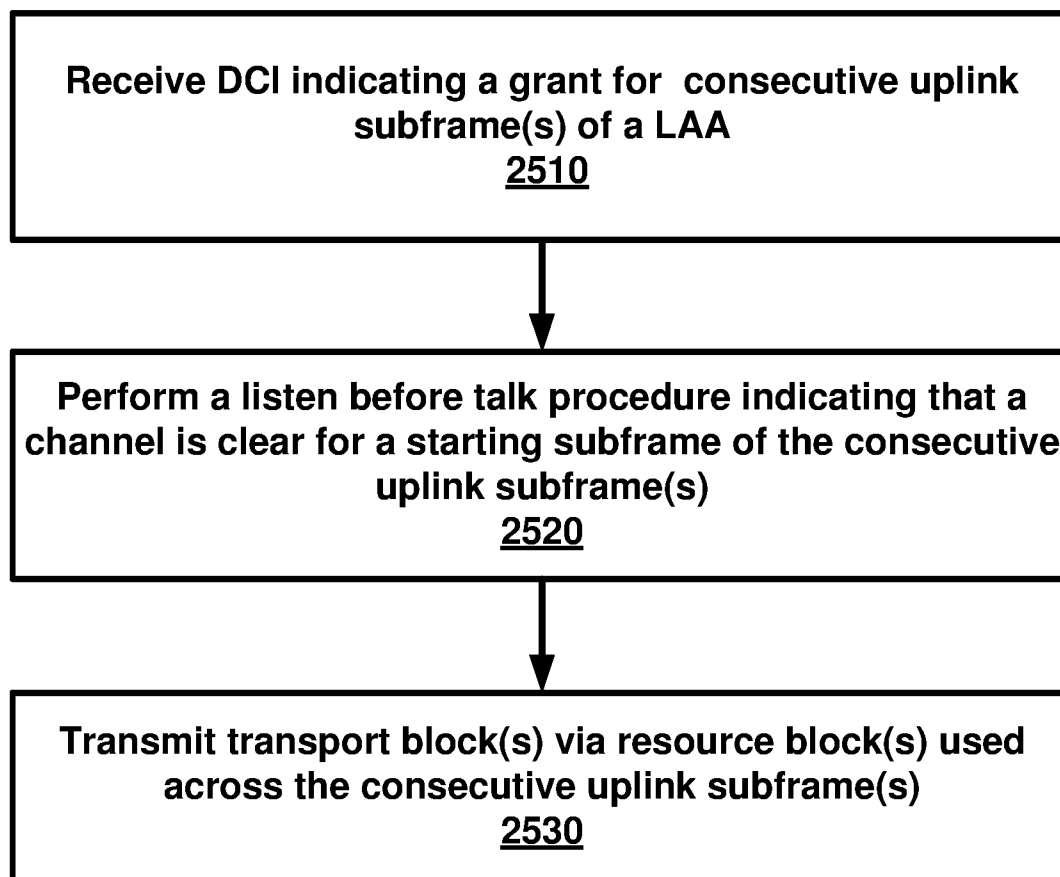 Receive DCI indicating a grant for consecutive uplink
subframe(s) of a LAA
2510
Perform a listen before talk procedure indicating that a
channel is clear for a starting subframe of the consecutive
uplink subframe(s)
2520
Transmit transport block(s) via resource block(s) used
across the consecutive uplink subframe(s)
2530